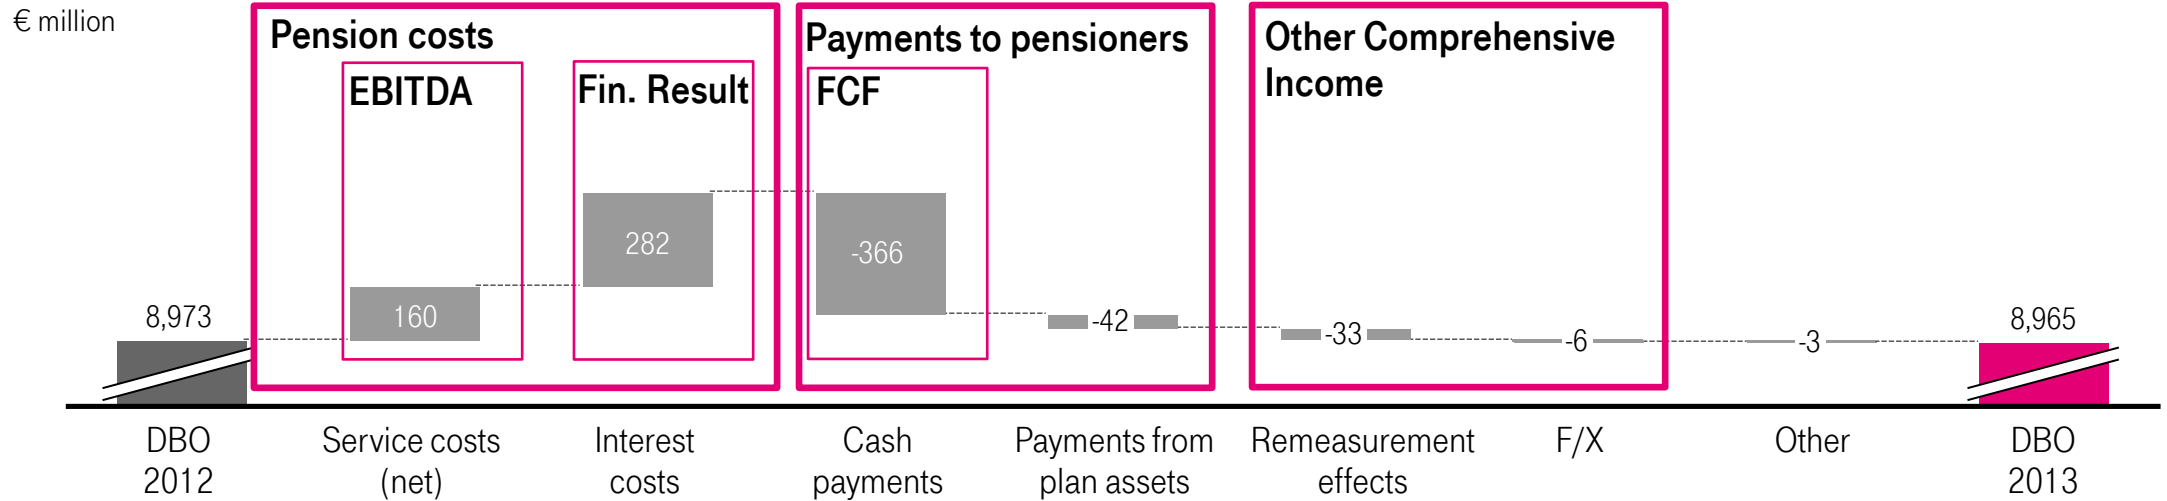 € million
Pension costs
EBITDA
Fin. Result
Payments to pensioners
FCF
Other Comprehensive
Income
8,973
160
282
-366
-42
-33
-6
-3
8,965
DBO
2012
Service costs
(net)
Interest
costs
Cash
payments
Payments from
plan assets
Remeasurement
effects
F/X
Other
DBO
2013